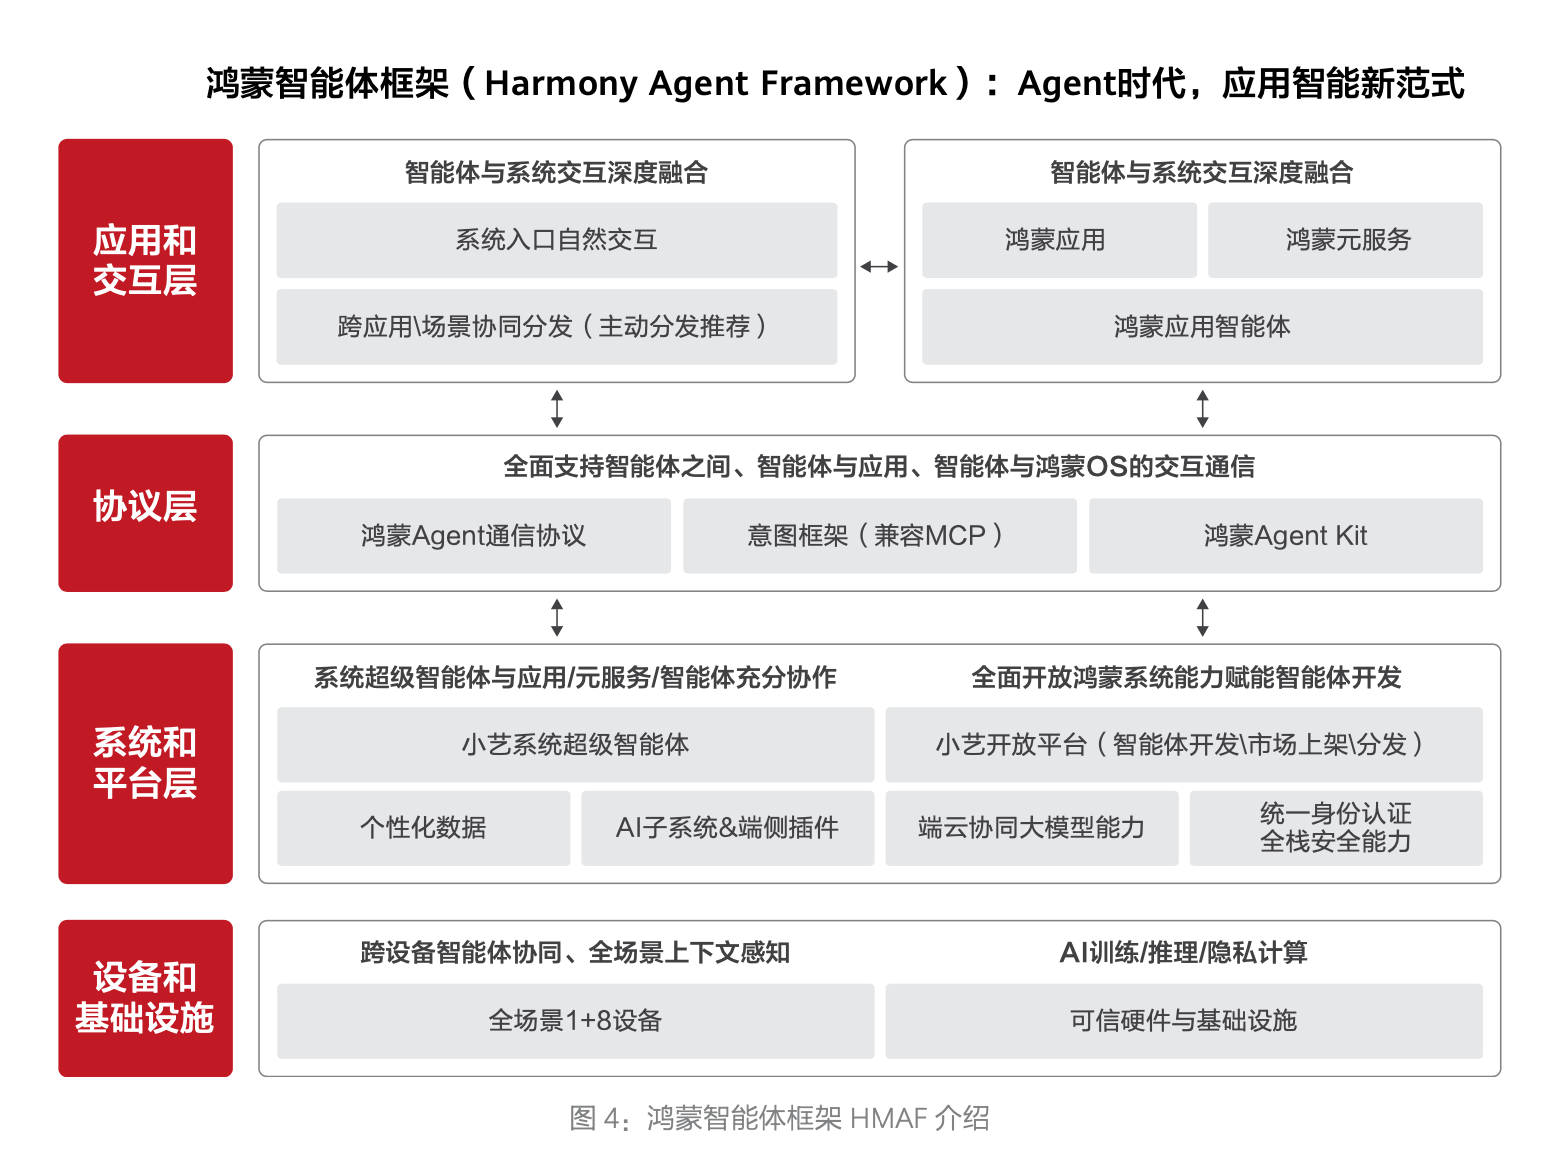 鸿蒙智能体框架（Harmony Agent Framework）：Agent时代，应用智能新范式
应用和
交互层
智能体与系统交互深度融合
系统入口自然交互
跨应用\场景协同分发（主动分发推荐）
智能体与系统交互深度融合
鸿蒙应用
鸿蒙元服务
鸿蒙应用智能体
协议层
全面支持智能体之间、智能体与应用、智能体与鸿蒙OS的交互通信
鸿蒙Agent通信协议
意图框架（兼容MCP）
鸿蒙Agent Kit
系统和
平台层
系统超级智能体与应用/元服务/智能体充分协作
小艺系统超级智能体
个性化数据
AI子系统&端侧插件
全面开放鸿蒙系统能力赋能智能体开发
小艺开放平台（智能体开发\市场上架\分发）
端云协同大模型能力
统一身份认证
全栈安全能力
设备和
基础设施
跨设备智能体协同、全场景上下文感知
全场景1+8设备
AI训练/推理/隐私计算
可信硬件与基础设施
图 4：鸿蒙智能体框架 HMAF 介绍